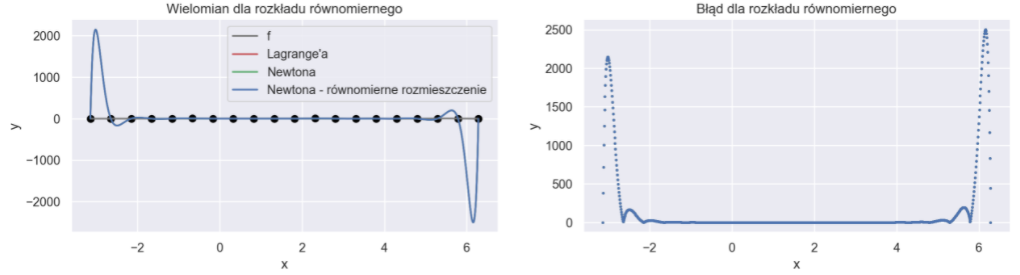 Wielomian dla rozkładu równomiernego
2000
1000
0
−1000
−2000
y
−2
0
2
4
6
x
f
Lagrange'a
Newtona
Newtona - równomierne rozmieszczenie
Błąd dla rozkładu równomiernego
2500
2000
1500
1000
500
0
y
−2
0
2
4
6
x